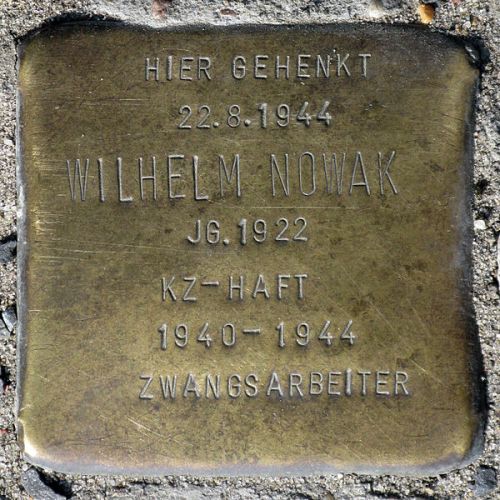 HIER GEHENKT
22.8.1944
WILHELM NOWAK
JG. 1922
KZ-HAFT
1940-1944
ZWANGSARBEITER